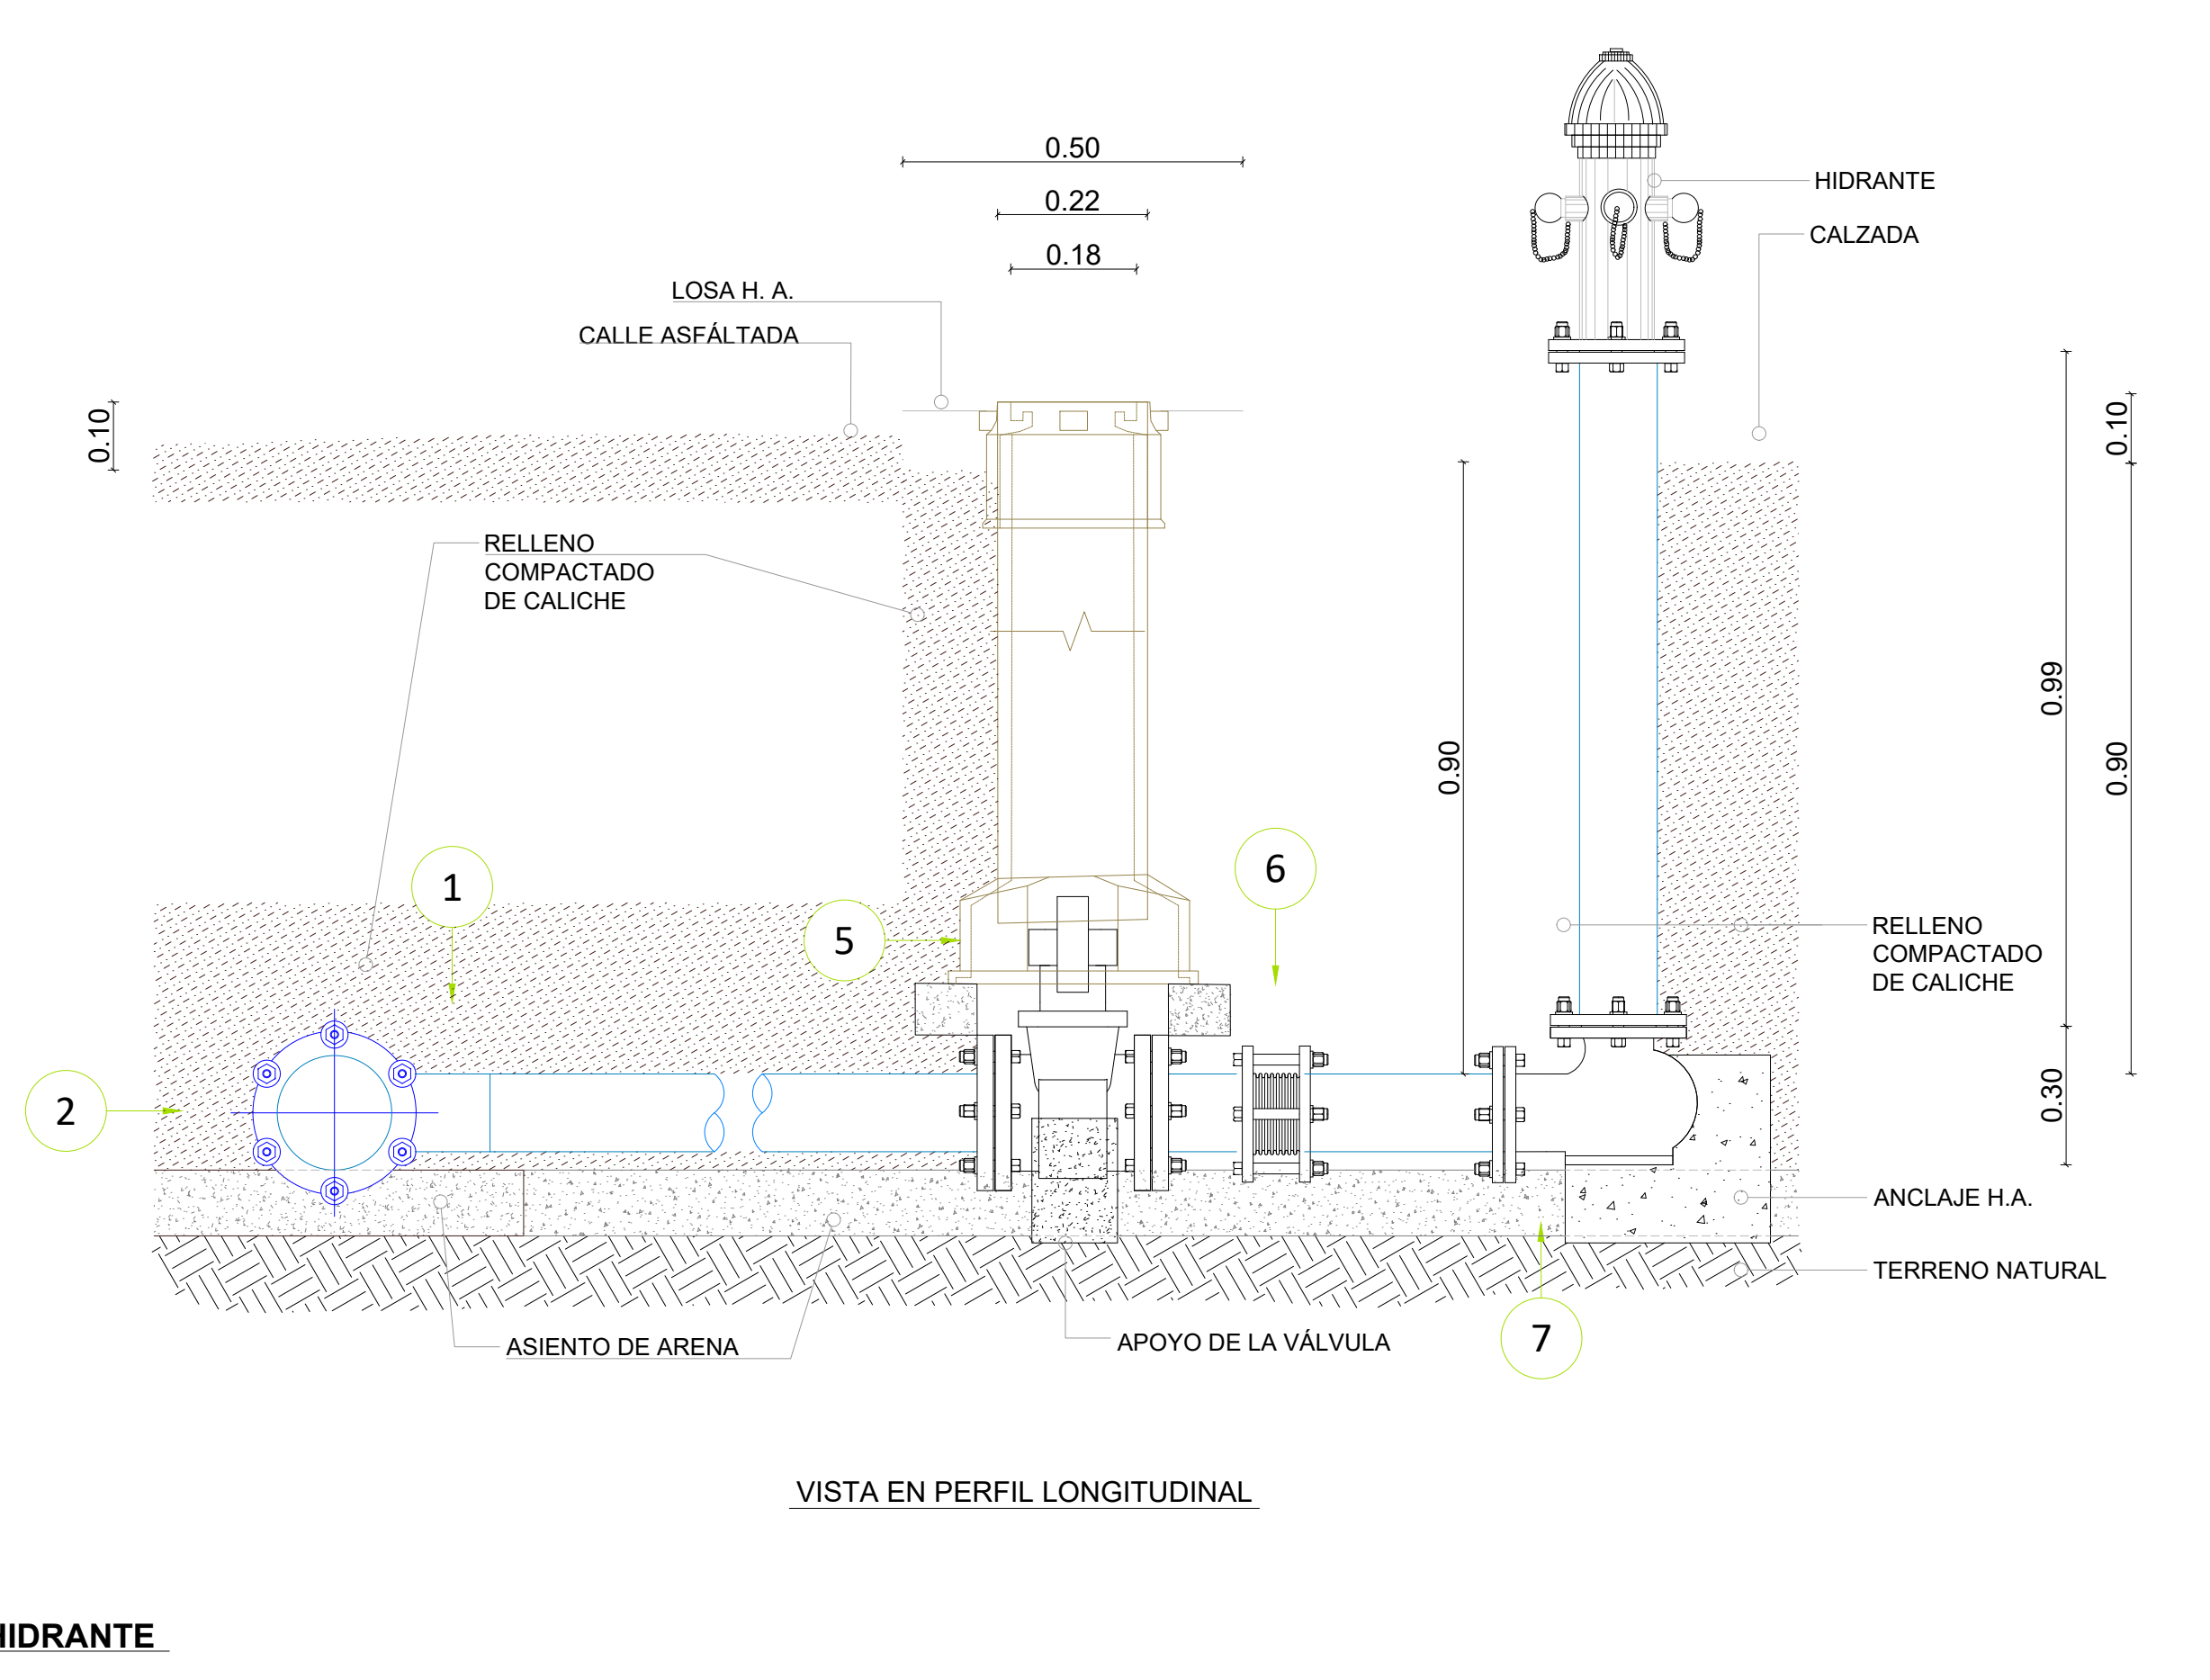 0.50
0.22
0.18
HIDRANTE
CALZADA
LOSA H. A.
CALLE ASFÁLTADA
0.10
0.10
RELLENO
COMPACTADO
DE CALICHE
0.99
0.90
0.90
1
6
5
RELLENO
COMPACTADO
DE CALICHE
2
0.30
ANCLAJE H.A.
TERRENO NATURAL
ASIENTO DE ARENA
APOYO DE LA VÁLVULA
7
VISTA EN PERFIL LONGITUDINAL
HIDRANTE